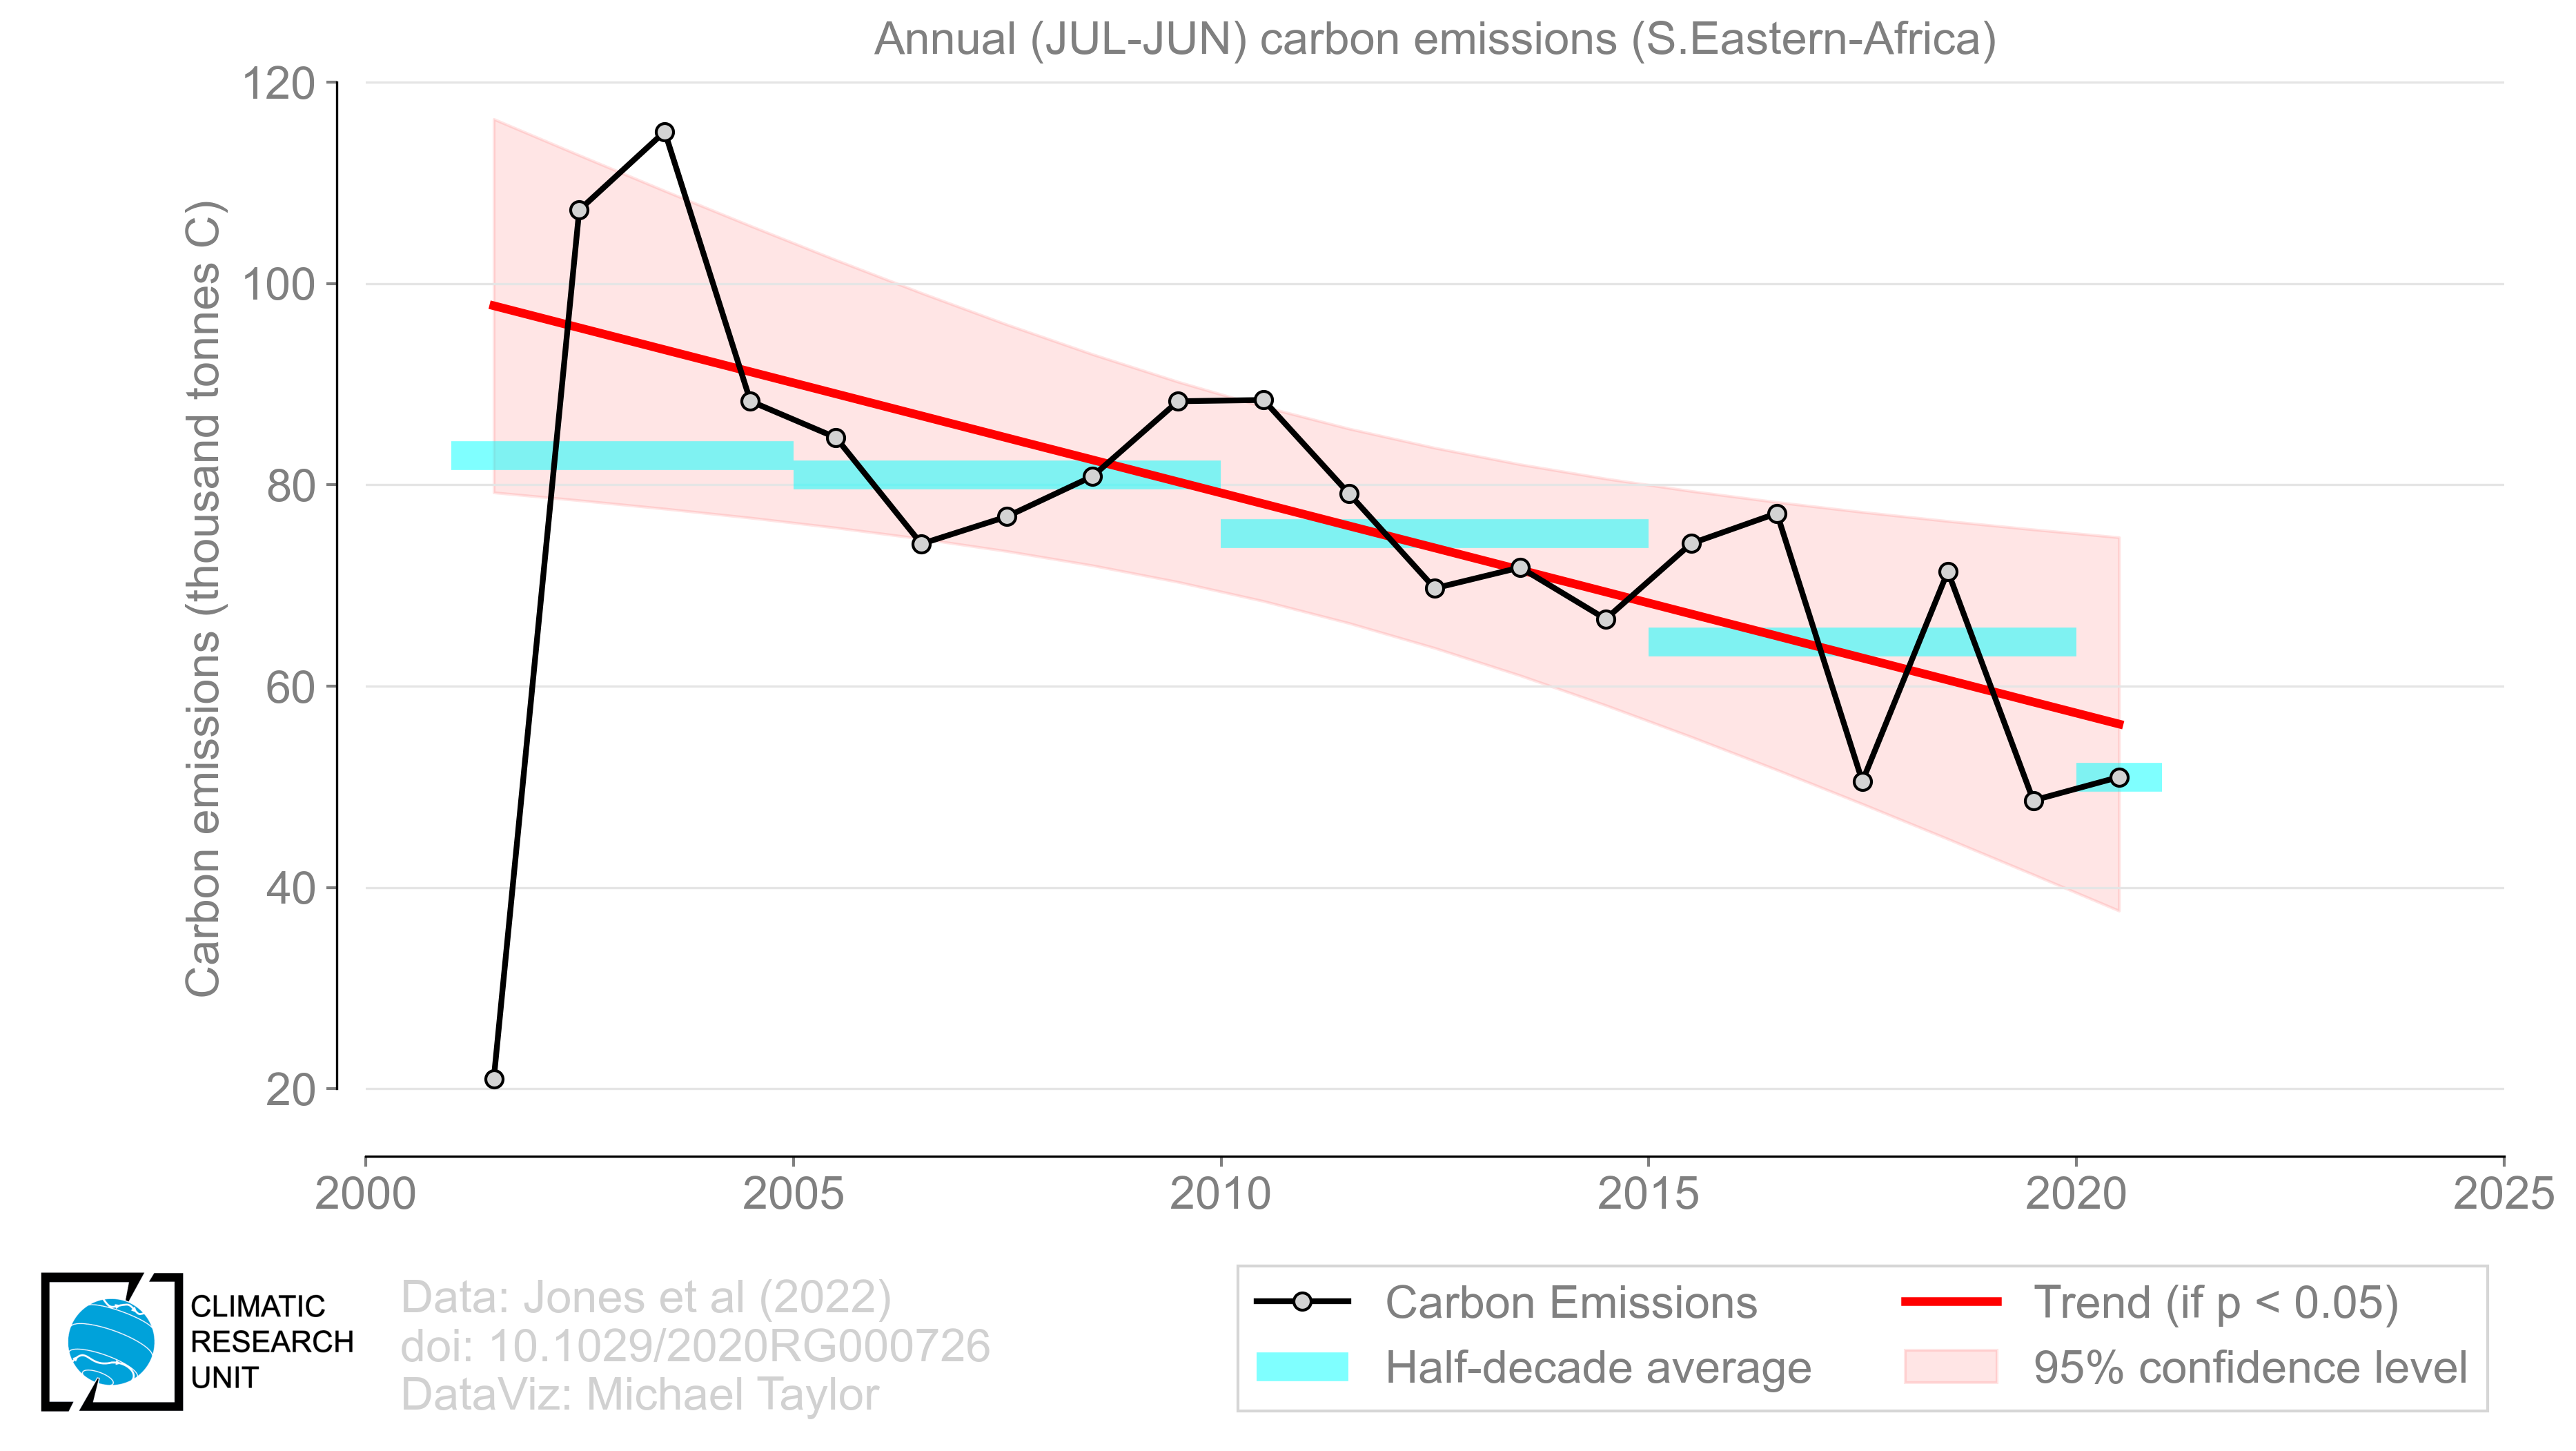 Annual (JUL-JUN) carbon emissions (S.Eastern-Africa)
Carbon emissions (thousand tonnes C)
120
100
80
60
40
20
2000 2005 2010 2015 2020 2025
CLIMATIC
RESEARCH
UNIT
Data: Jones et al (2022)
doi: 10.1029/2020RG000726
DataViz: Michael Taylor
Carbon Emissions
Half-decade average
Trend (if p < 0.05)
95% confidence level